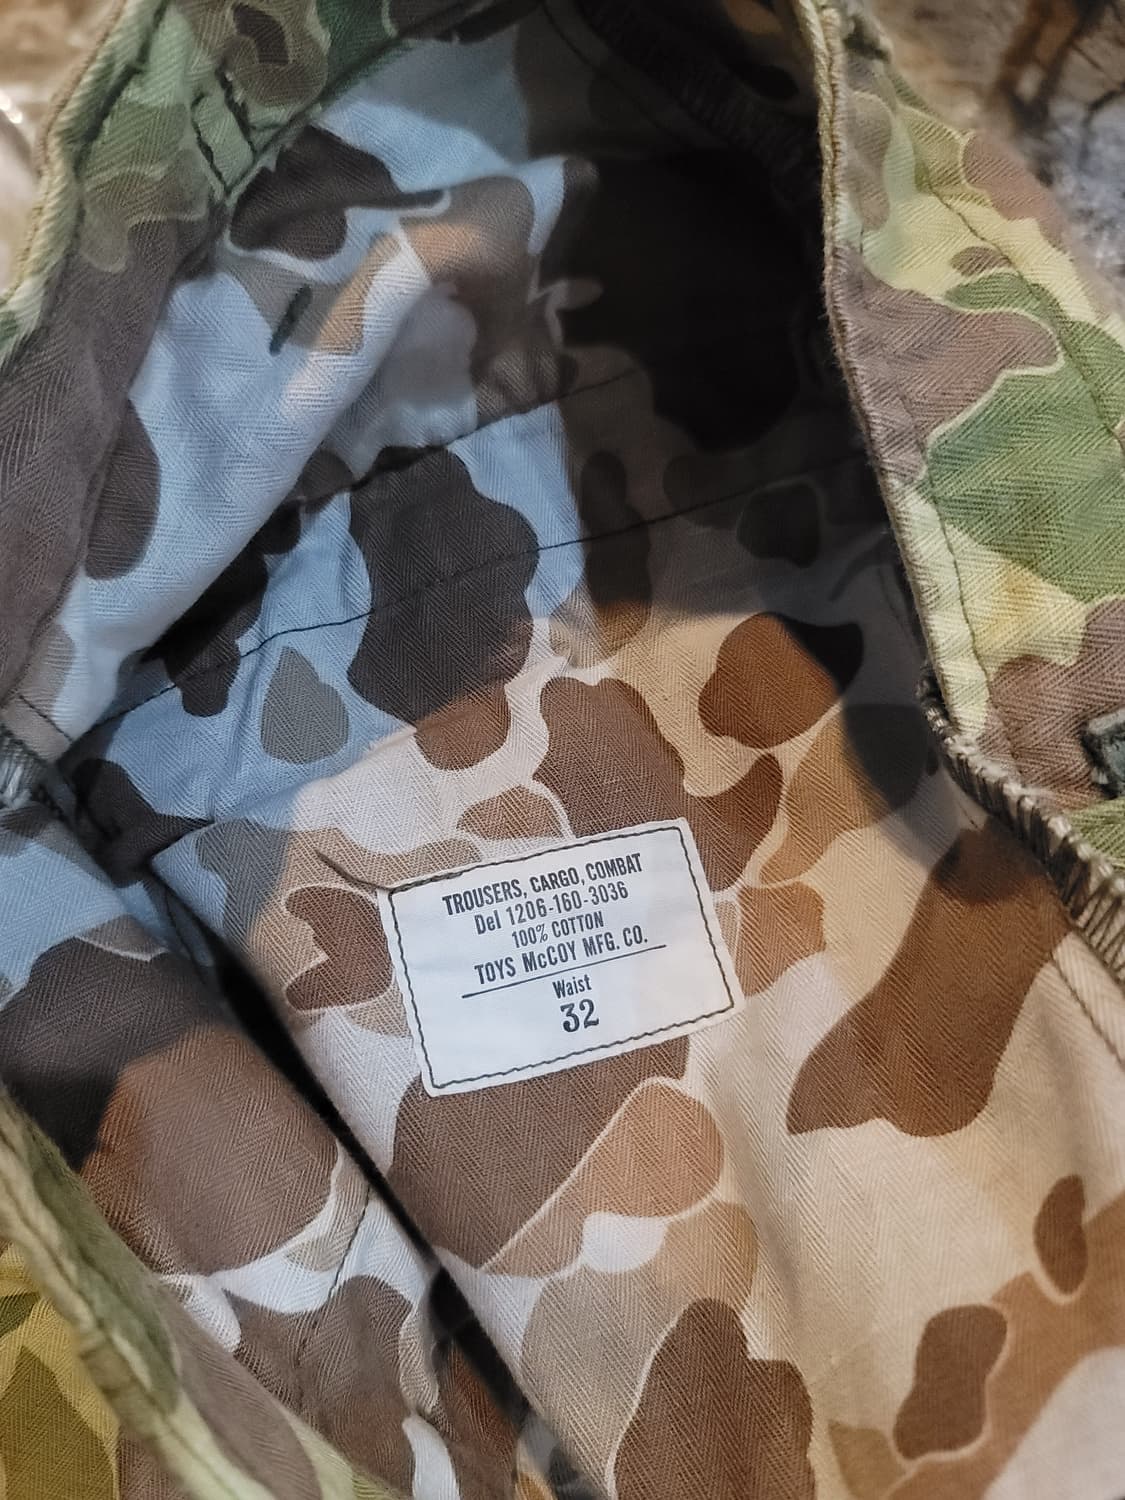 TROUSERS, CARGO, COMBAT
Del 1206-160-3036
100% COTTON
TOYS McCOY MFG. CO.
Waist
32